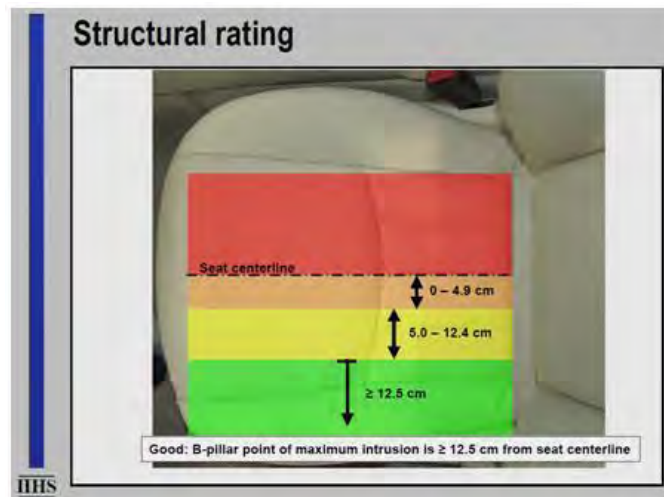 Structural rating
Seat centerline
0 – 4.9 cm
5.0 – 12.4 cm
≥ 12.5 cm
Good: B-pillar point of maximum intrusion is ≥ 12.5 cm from seat centerline
IIHS